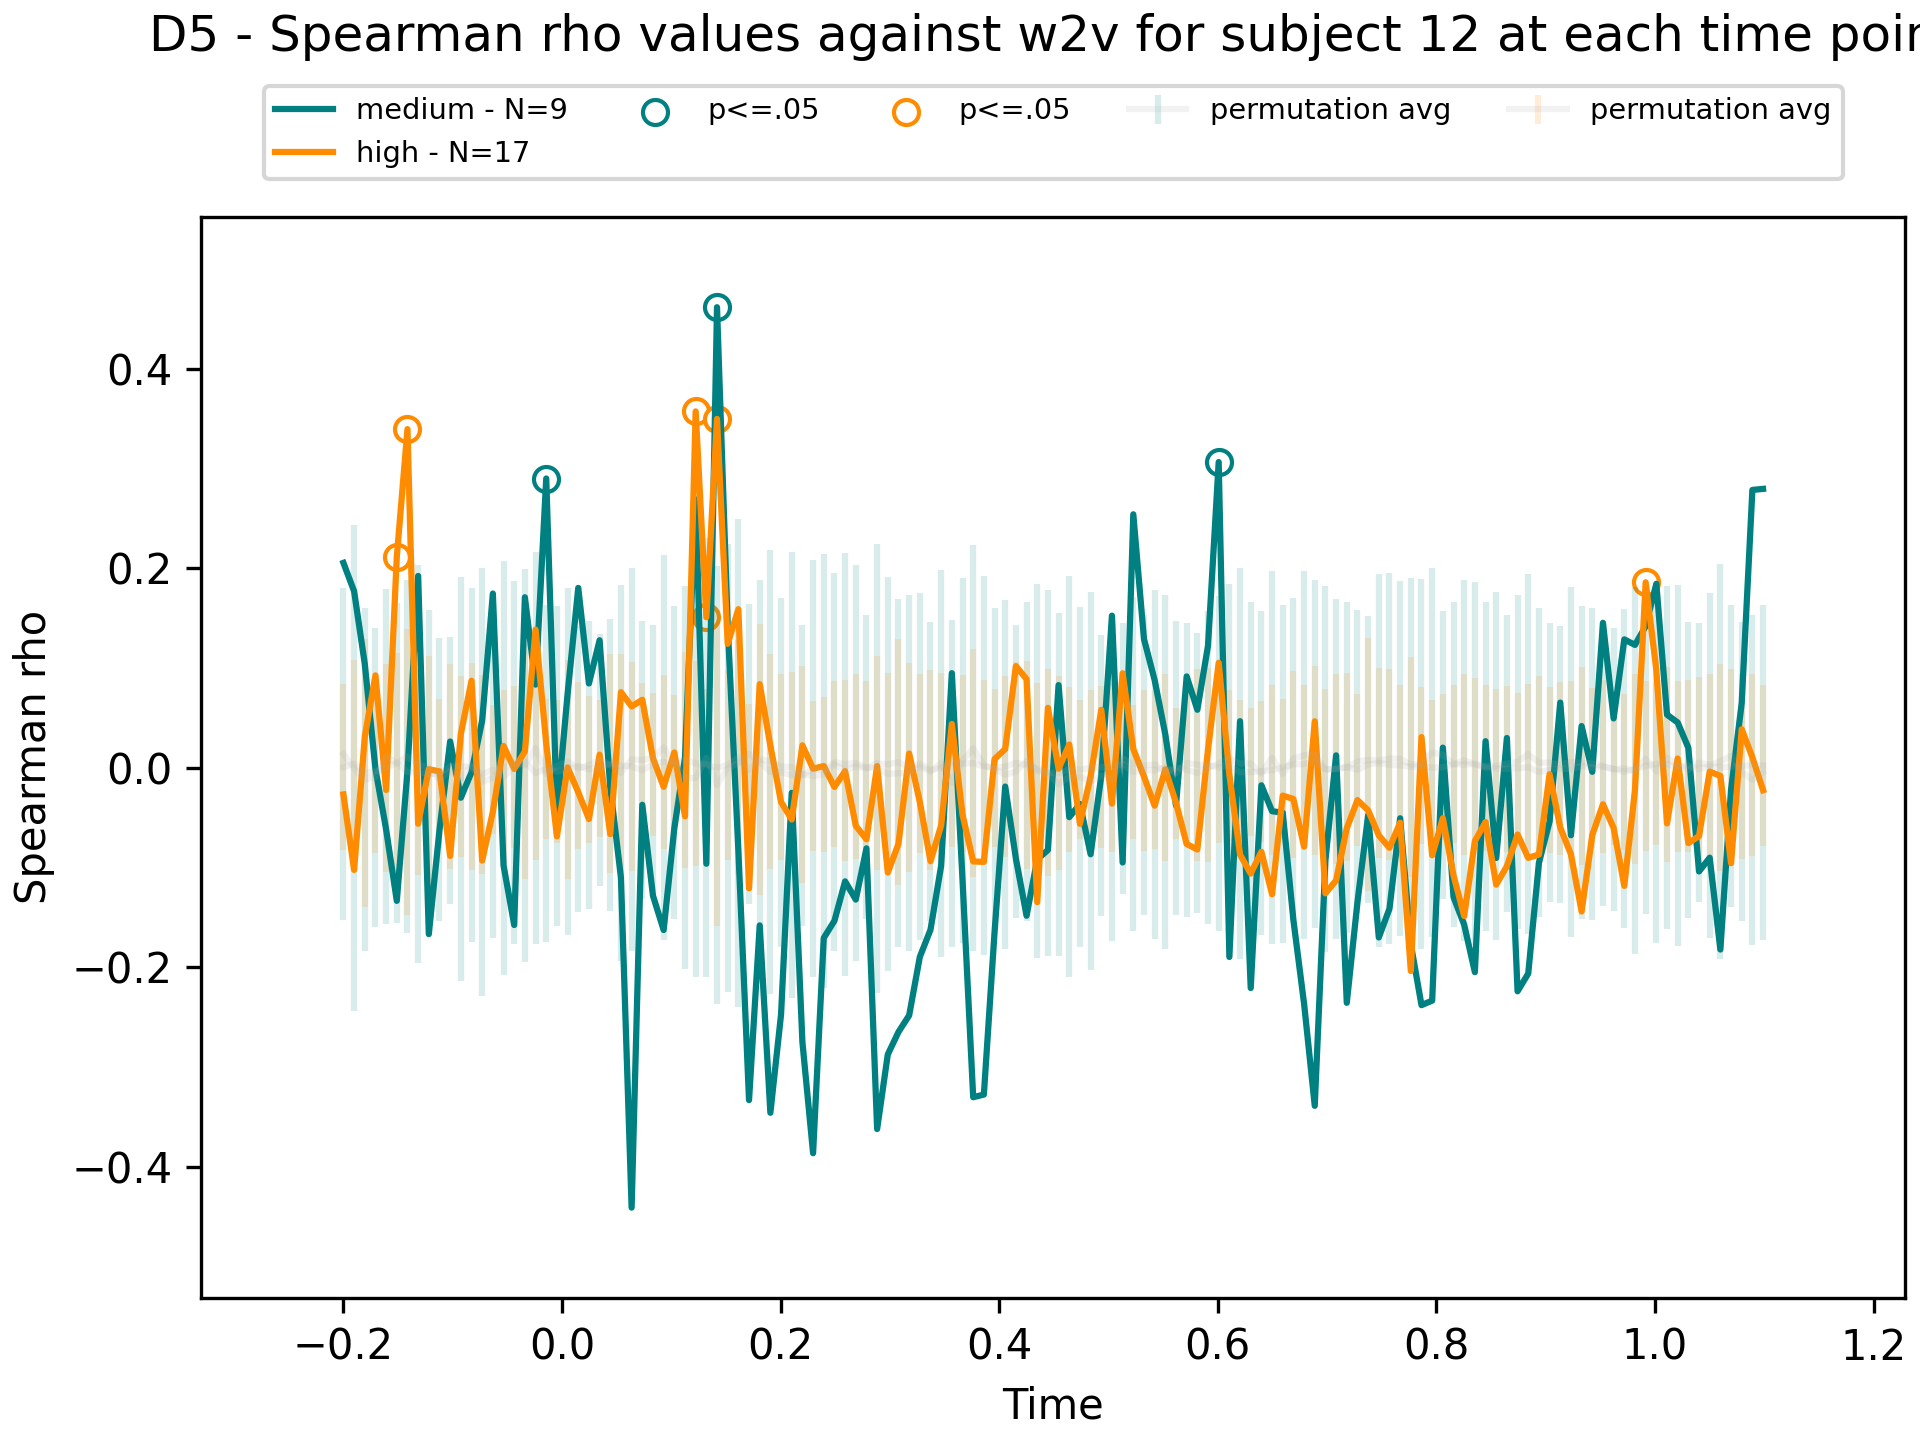 D5 - Spearman rho values against w2v for subject 12 at each time
medium - N=9
high - N=17
p<=.05
p<=.05
permutation avg
permutation avg
Spearman rho
0.4
0.2
0.0
−0.2
−0.4
−0.2 0.0 0.2 0.4 0.6 0.8 1.0 1.2
Time